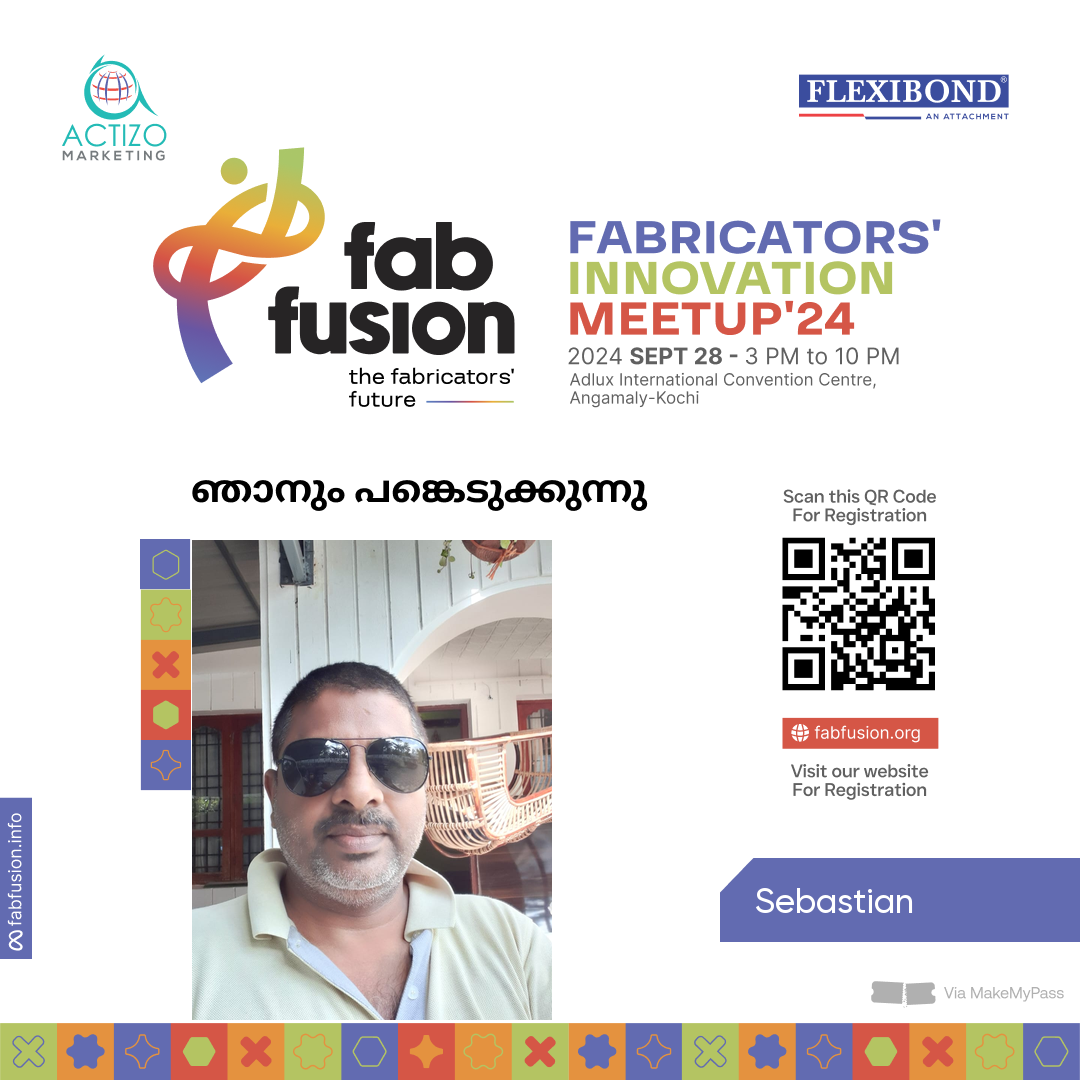 ACTIZO
MARKETING
FLEXIBOND®
AN ATTACHMENT
fab
fusion
the fabricators'
future
FABRICATORS'
INNOVATION
MEETUP'24
2024 SEPT 28 - 3 PM to 10 PM
Adlux International Convention Centre,
Angamaly-Kochi
ഞാനും പങ്കെടുക്കുന്നു
Scan this QR Code
For Registration
fabfusion.org
Visit our website
For Registration
fabfusion.info
Sebastian
Via MakeMyPass